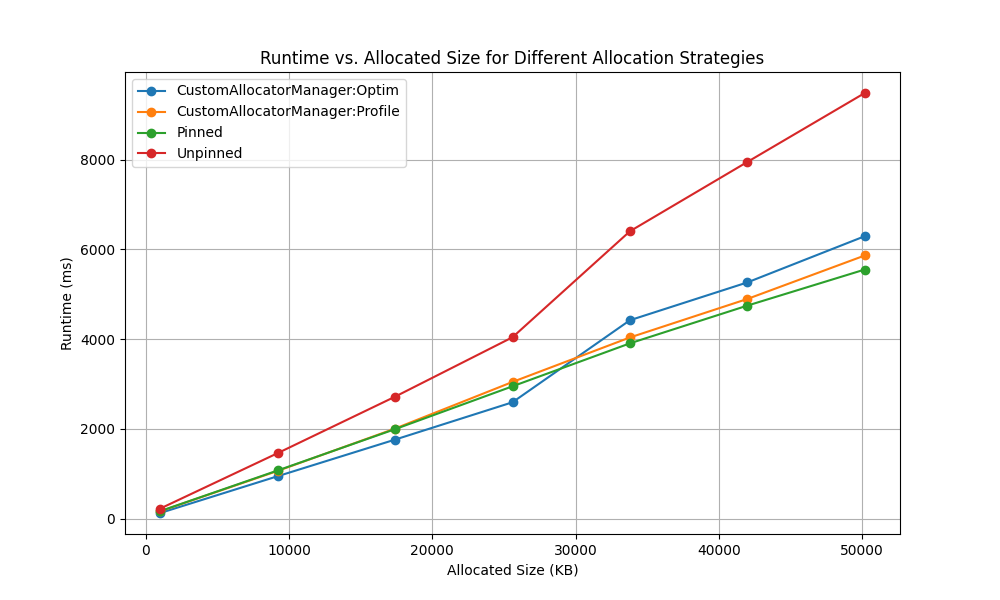 Runtime vs. Allocated Size for Different Allocation Strategies
CustomAllocatorManager:Optim
CustomAllocatorManager:Profile
Pinned
Unpinned
8000
6000
4000
2000
0
Runtime (ms)
0 10000 20000 30000 40000 50000
Allocated Size (KB)